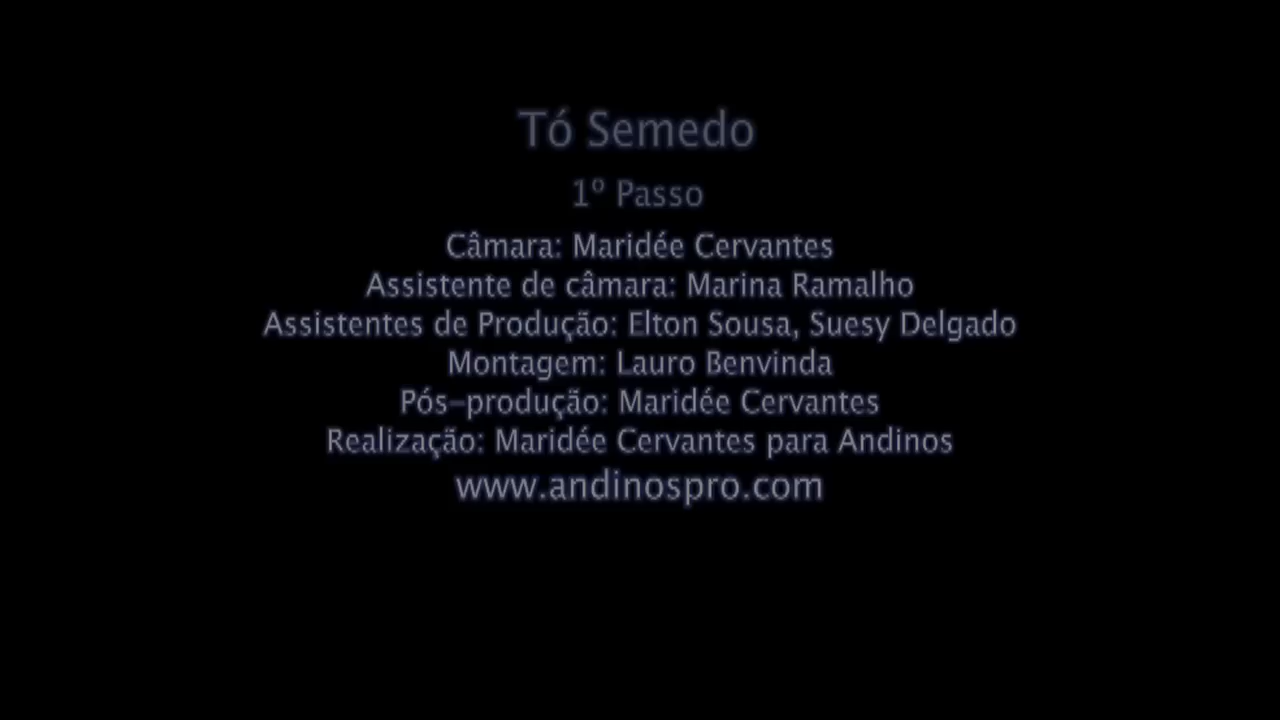 Tó Semedo
1º Passo
Câmara: Maridée Cervantes
Assistente de câmara: Marina Ramalho
Assistentes de Produção: Elton Sousa, Suesy Delgado
Montagem: Lauro Benvinda
Pós-produção: Maridée Cervantes
Realização: Maridée Cervantes para Andinos
www.andinospro.com